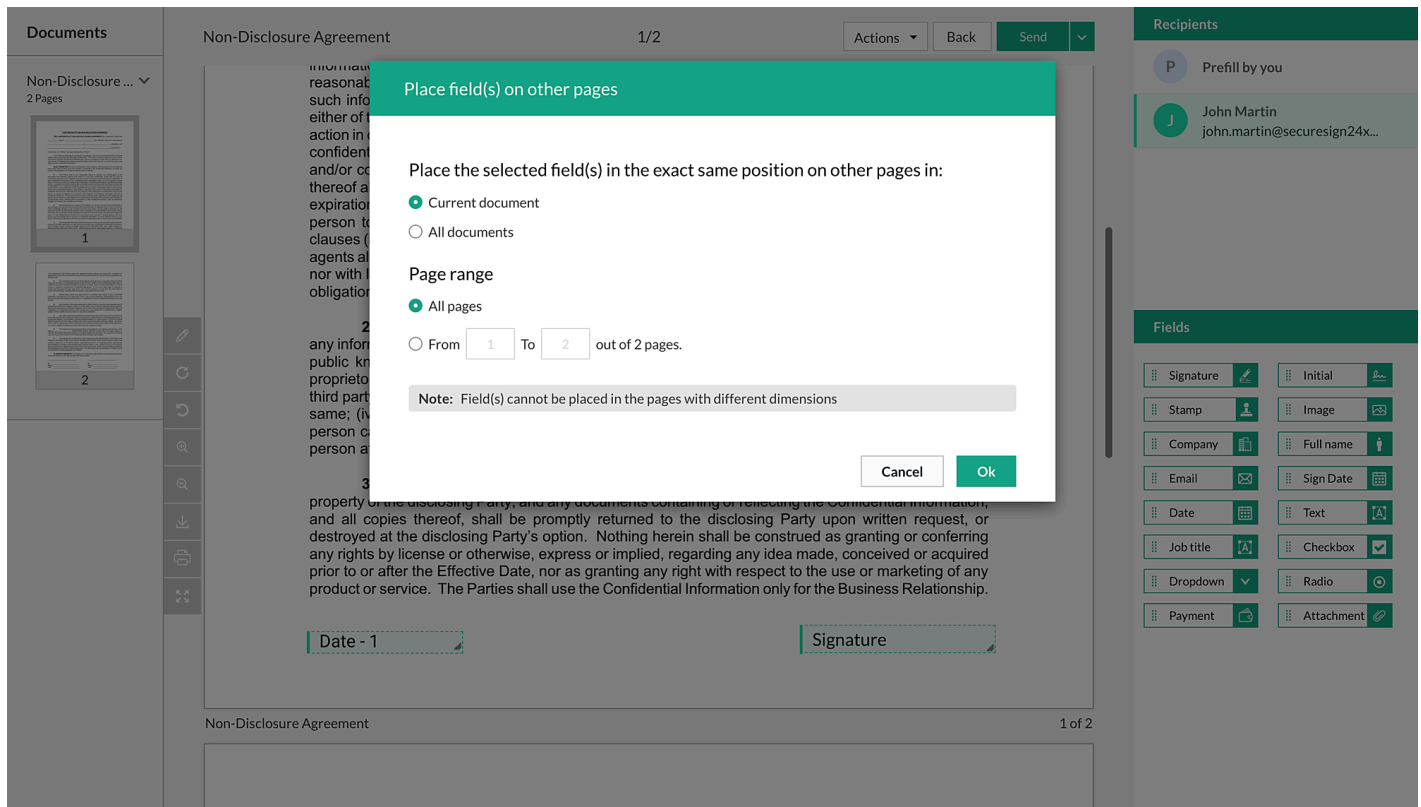 Documents
Non-Disclosure ...
2 Pages
1
2
Non-Disclosure Agreement
1/2
Actions
Back
Send
reasonab
such info
either of t
action in
confident
and/or
thereof a
expiration
person to
clauses (
agents al
nor with
obligation
2
any inform
public kn
proprieto
third part
same; (iv
person
person
3
Place field(s) on other pages
Place the selected field(s) in the exact same position on other pages in:
Current document
All documents
Page range
All pages
From 1 To 2 out of 2 pages.
Note: Field(s) cannot be placed in the pages with different dimensions
Cancel
Ok
property of the disclosing Party, and any documents containing or reflecting the Confidential Information,
and all copies thereof, shall be promptly returned to the disclosing Party upon written request, or
destroyed at the disclosing Party's option. Nothing herein shall be construed as granting or conferring
any rights by license or otherwise, express or implied, regarding any idea made, conceived or acquired
prior to or after the Effective Date, nor as granting any right with respect to the use or marketing of any
product or service. The Parties shall use the Confidential Information only for the Business Relationship.
Date - 1
Signature
Non-Disclosure Agreement
1 of 2
Recipients
P
Prefill by you
J
John Martin
john.martin@securesign24x...
Fields
Signature
Initial
Stamp
Image
Company
Full name
Email
Sign Date
Date
Text
Job title
Checkbox
Dropdown
Radio
Payment
Attachment